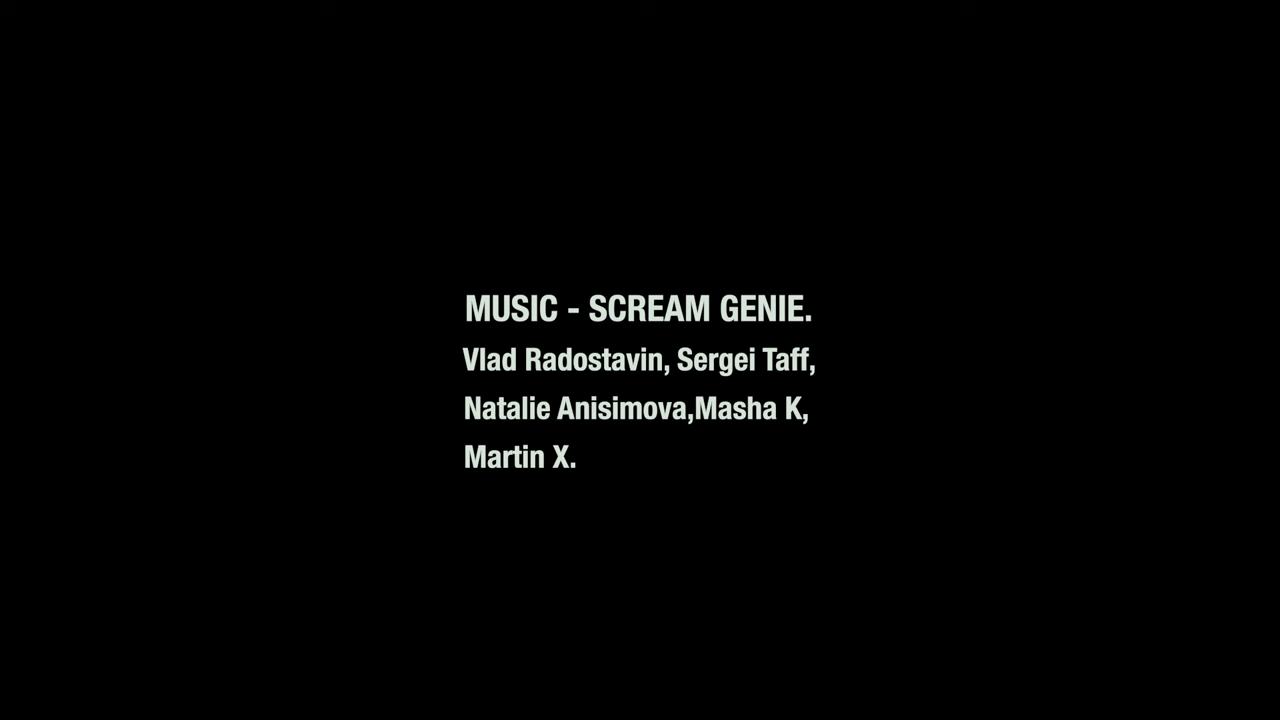 MUSIC - SCREAM GENIE.
Vlad Radostavin, Sergei Taff,
Natalie Anisimova,Masha K,
Martin X.